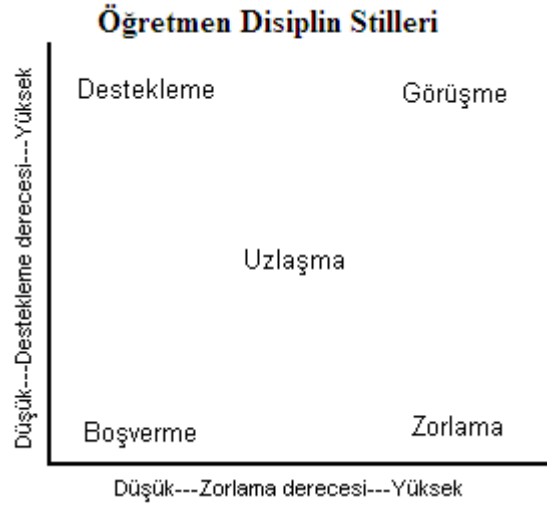 Öğretmen Disiplin Stilleri
Düşük---Destekleme derecesi---Yüksek
Destekleme
Görüşme
Uzlaşma
Boşverme
Zorlama
Düşük---Zorlama derecesi---Yüksek